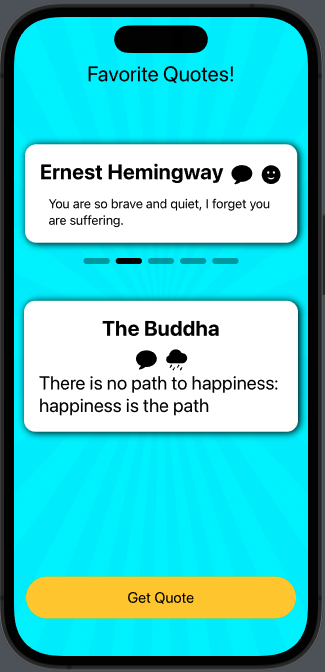 Favorite Quotes!
Ernest Hemingway
You are so brave and quiet, I forget you
are suffering.
The Buddha
There is no path to happiness:
happiness is the path
Get Quote